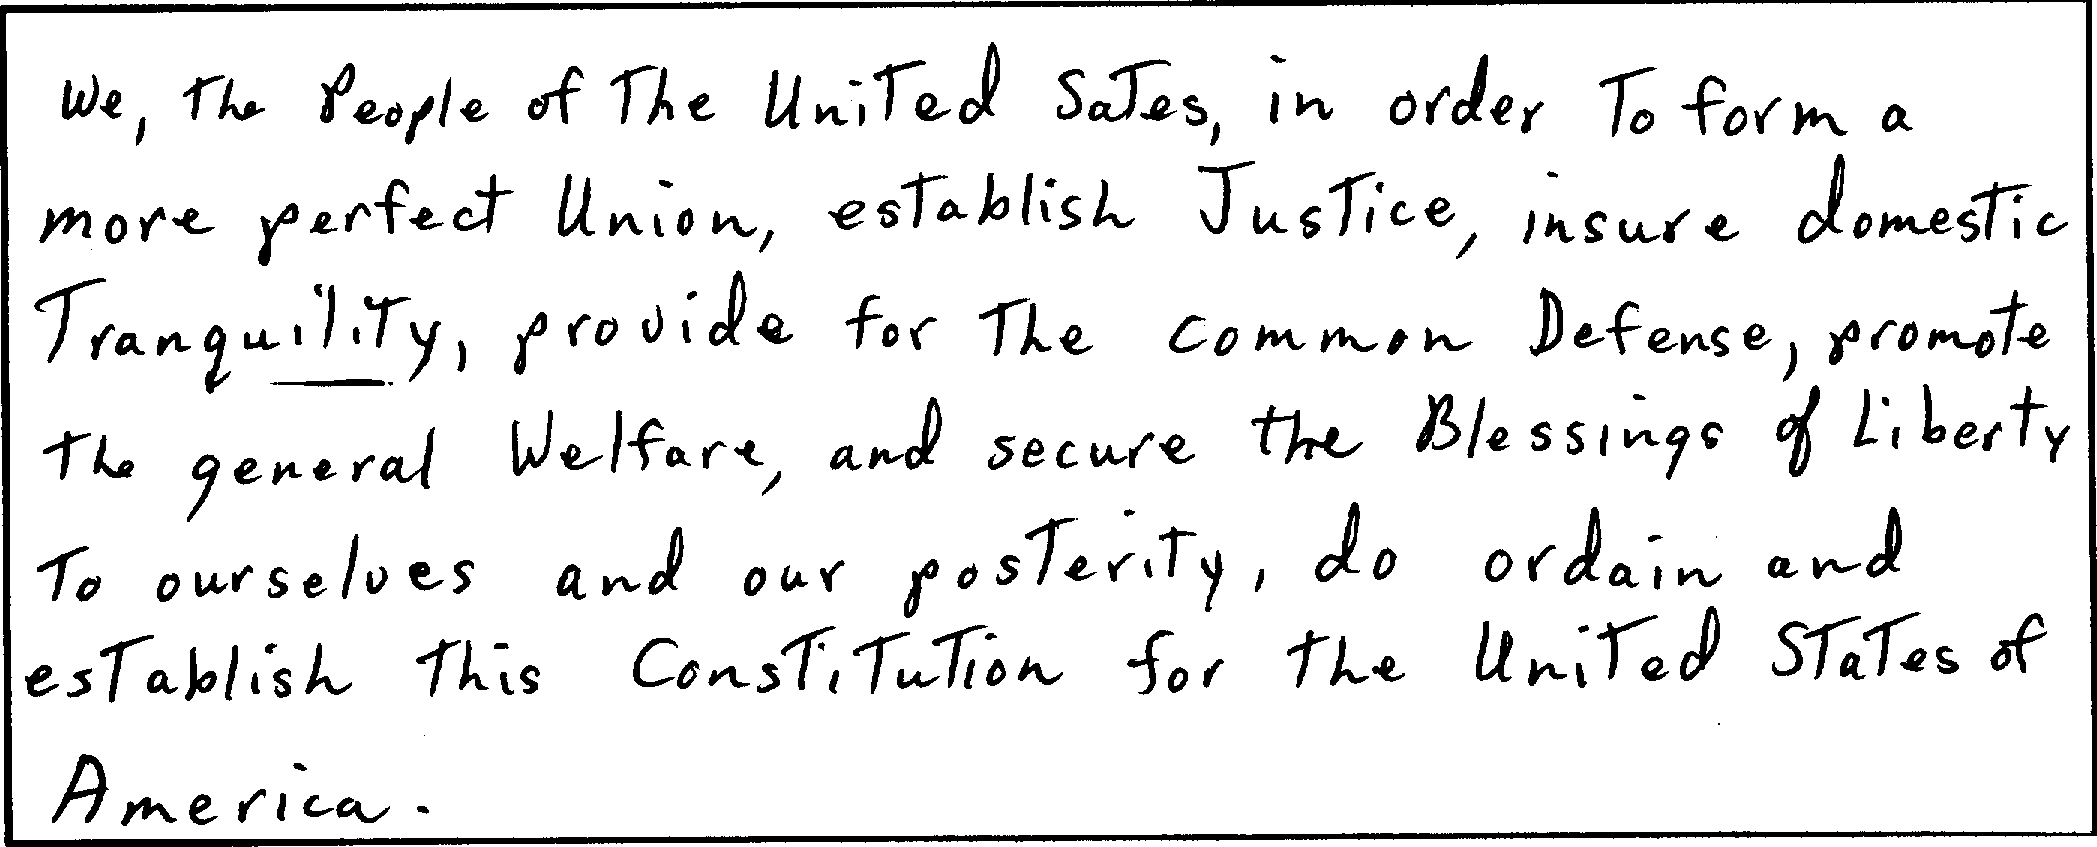 We, the People of The United Sates, in order To form a
more perfect Union, establish Justice, insure domestic
Tranquility, provide for The common Defense, promote
the general Welfare, and secure the Blessings of Liberty
To ourselves and our posterity, do ordain and
establish this Constitution for the United States of
America.